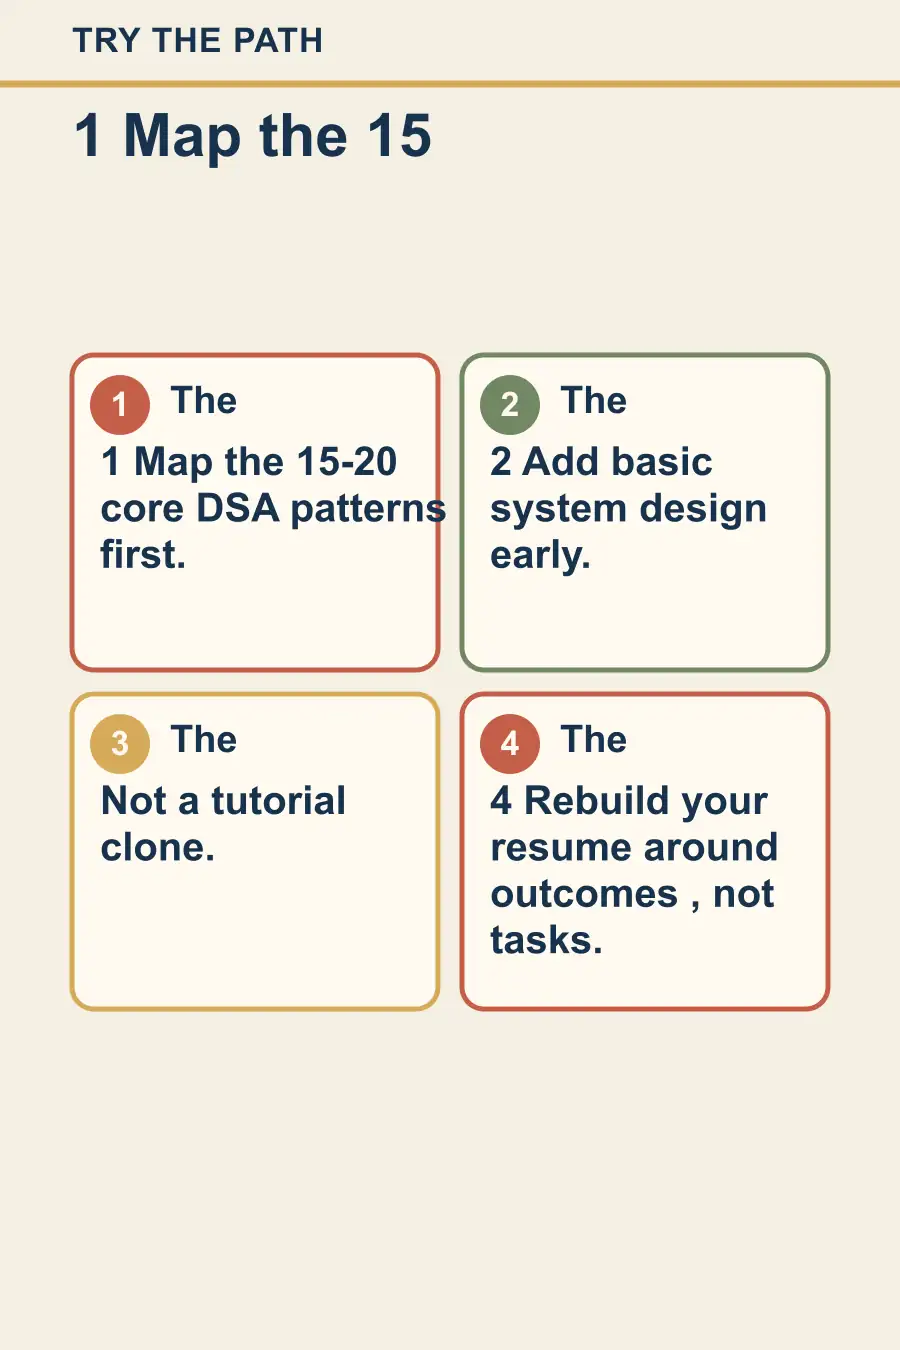 TRY THE PATH
1 Map the 15
1 The
1 Map the 15-20
core DSA patterns
first.
2 The
2 Add basic
system design
early.
3 The
Not a tutorial
clone.
4 The
4 Rebuild your
resume around
outcomes , not
tasks.